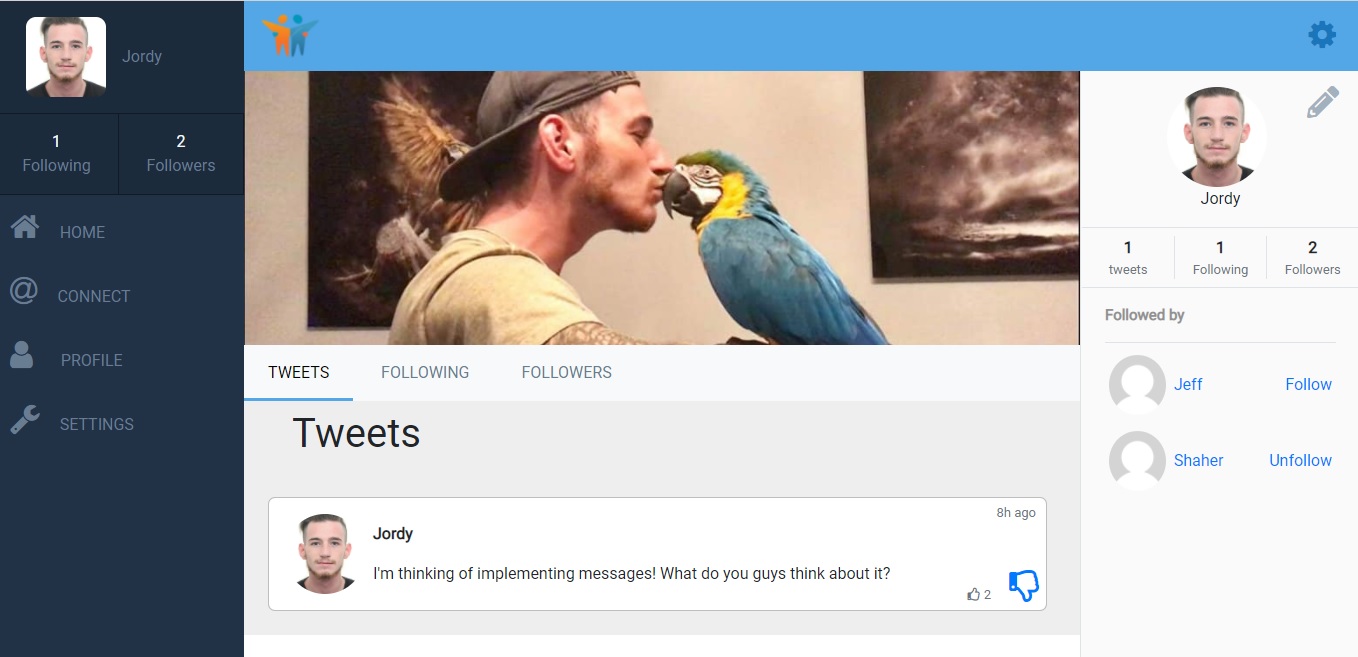 Jordy
1 Following
2 Followers
HOME
CONNECT
PROFILE
SETTINGS
TWEETS FOLLOWING FOLLOWERS
Tweets
8h ago
Jordy
I'm thinking of implementing messages! What do you guys think about it?
2
Jordy
1 tweets
1 Following
2 Followers
Followed by
Jeff Follow
Shaher Unfollow